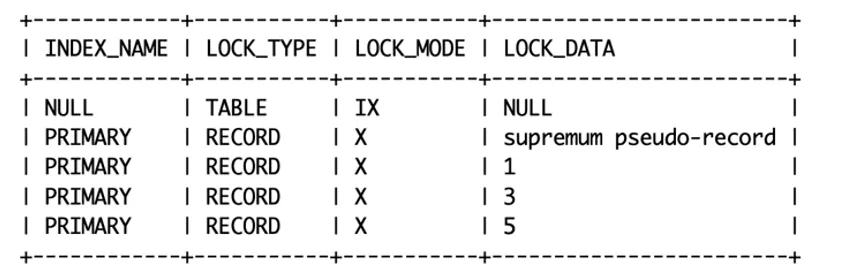 +------------+-----------+-----------+------------------------+
| INDEX_NAME | LOCK_TYPE | LOCK_MODE | LOCK_DATA              |
+------------+-----------+-----------+------------------------+
| NULL       | TABLE     | IX        | NULL                   |
| PRIMARY    | RECORD    | X         | supremum pseudo-record |
| PRIMARY    | RECORD    | X         | 1                      |
| PRIMARY    | RECORD    | X         | 3                      |
| PRIMARY    | RECORD    | X         | 5                      |
+------------+-----------+-----------+------------------------+